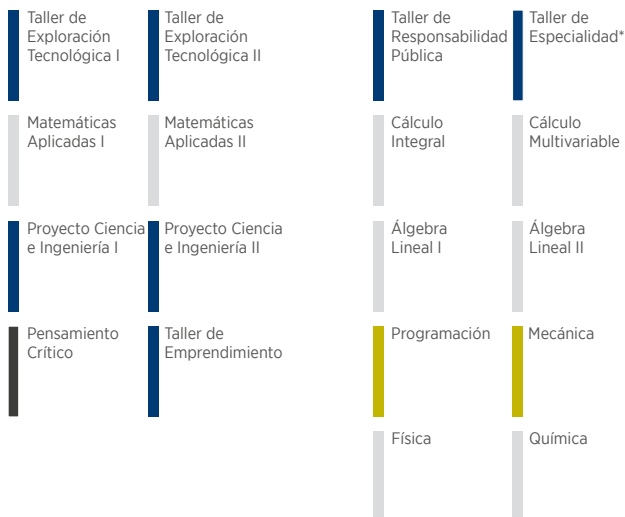 Taller de
Exploración
Tecnológica I
Taller de
Exploración
Tecnológica II
Taller de
Responsabilidad
Pública
Taller de
Especialidad*
Matemáticas
Aplicadas I
Matemáticas
Aplicadas II
Cálculo
Integral
Cálculo
Multivariable
Proyecto Ciencia
e Ingeniería I
Proyecto Ciencia
e Ingeniería II
Álgebra
Lineal I
Álgebra
Lineal II
Pensamiento
Crítico
Taller de
Emprendimiento
Programación
Mecánica
Física
Química